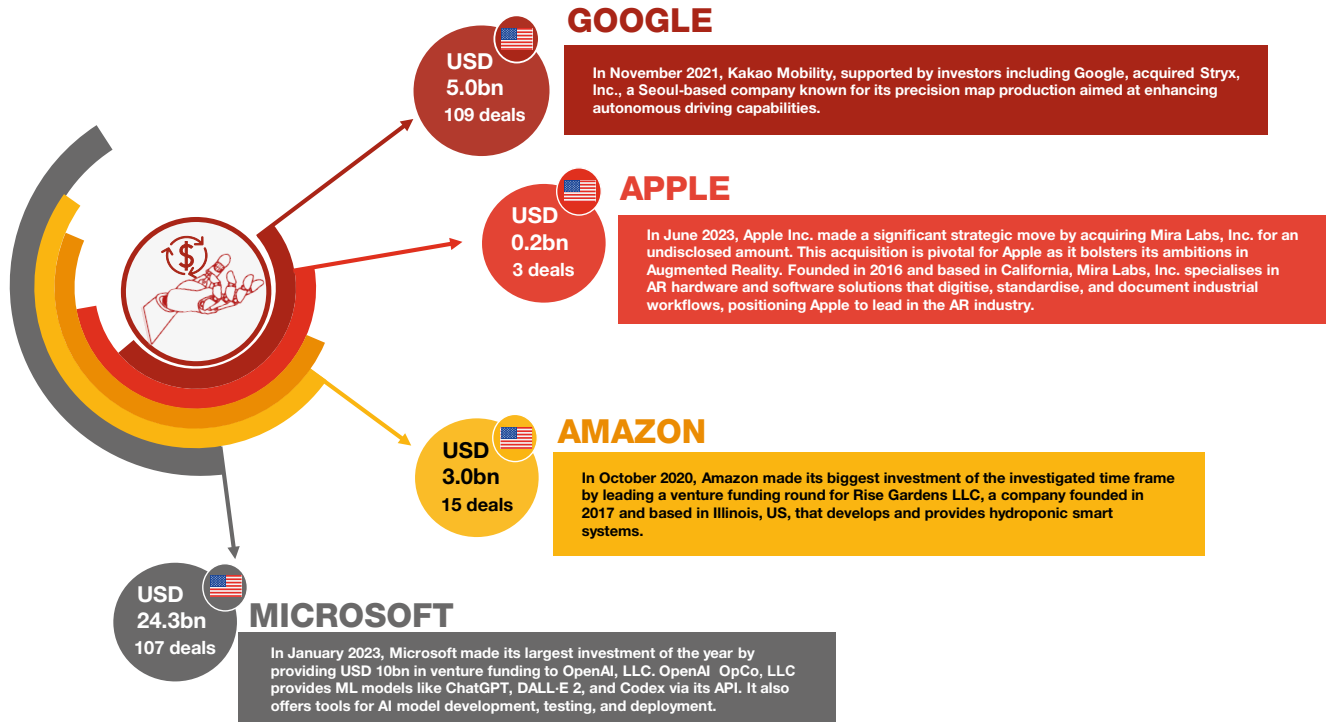 GOOGLE
USD
5.0bn
109 deals
In November 2021, Kakao Mobility, supported by investors including Google, acquired Stryx,
Inc., a Seoul-based company known for its precision map production aimed at enhancing
autonomous driving capabilities.
APPLE
USD
0.2bn
3 deals
In June 2023, Apple Inc. made a significant strategic move by acquiring Mira Labs, Inc. for an
undisclosed amount. This acquisition is pivotal for Apple as it bolsters its ambitions in
Augmented Reality. Founded in 2016 and based in California, Mira Labs, Inc. specialises in
AR hardware and software solutions that digitise, standardise, and document industrial
workflows, positioning Apple to lead in the AR industry.
$
AMAZON
USD
3.0bn
15 deals
In October 2020, Amazon made its biggest investment of the investigated time frame
by leading a venture funding round for Rise Gardens LLC, a company founded in
2017 and based in Illinois, US, that develops and provides hydroponic smart
systems.
MICROSOFT
USD
24.3bn
107 deals
In January 2023, Microsoft made its largest investment of the year by
providing USD 10bn in venture funding to OpenAI, LLC. OpenAI OpCo, LLC
provides ML models like ChatGPT, DALL·E 2, and Codex via its API. It also
offers tools for AI model development, testing, and deployment.